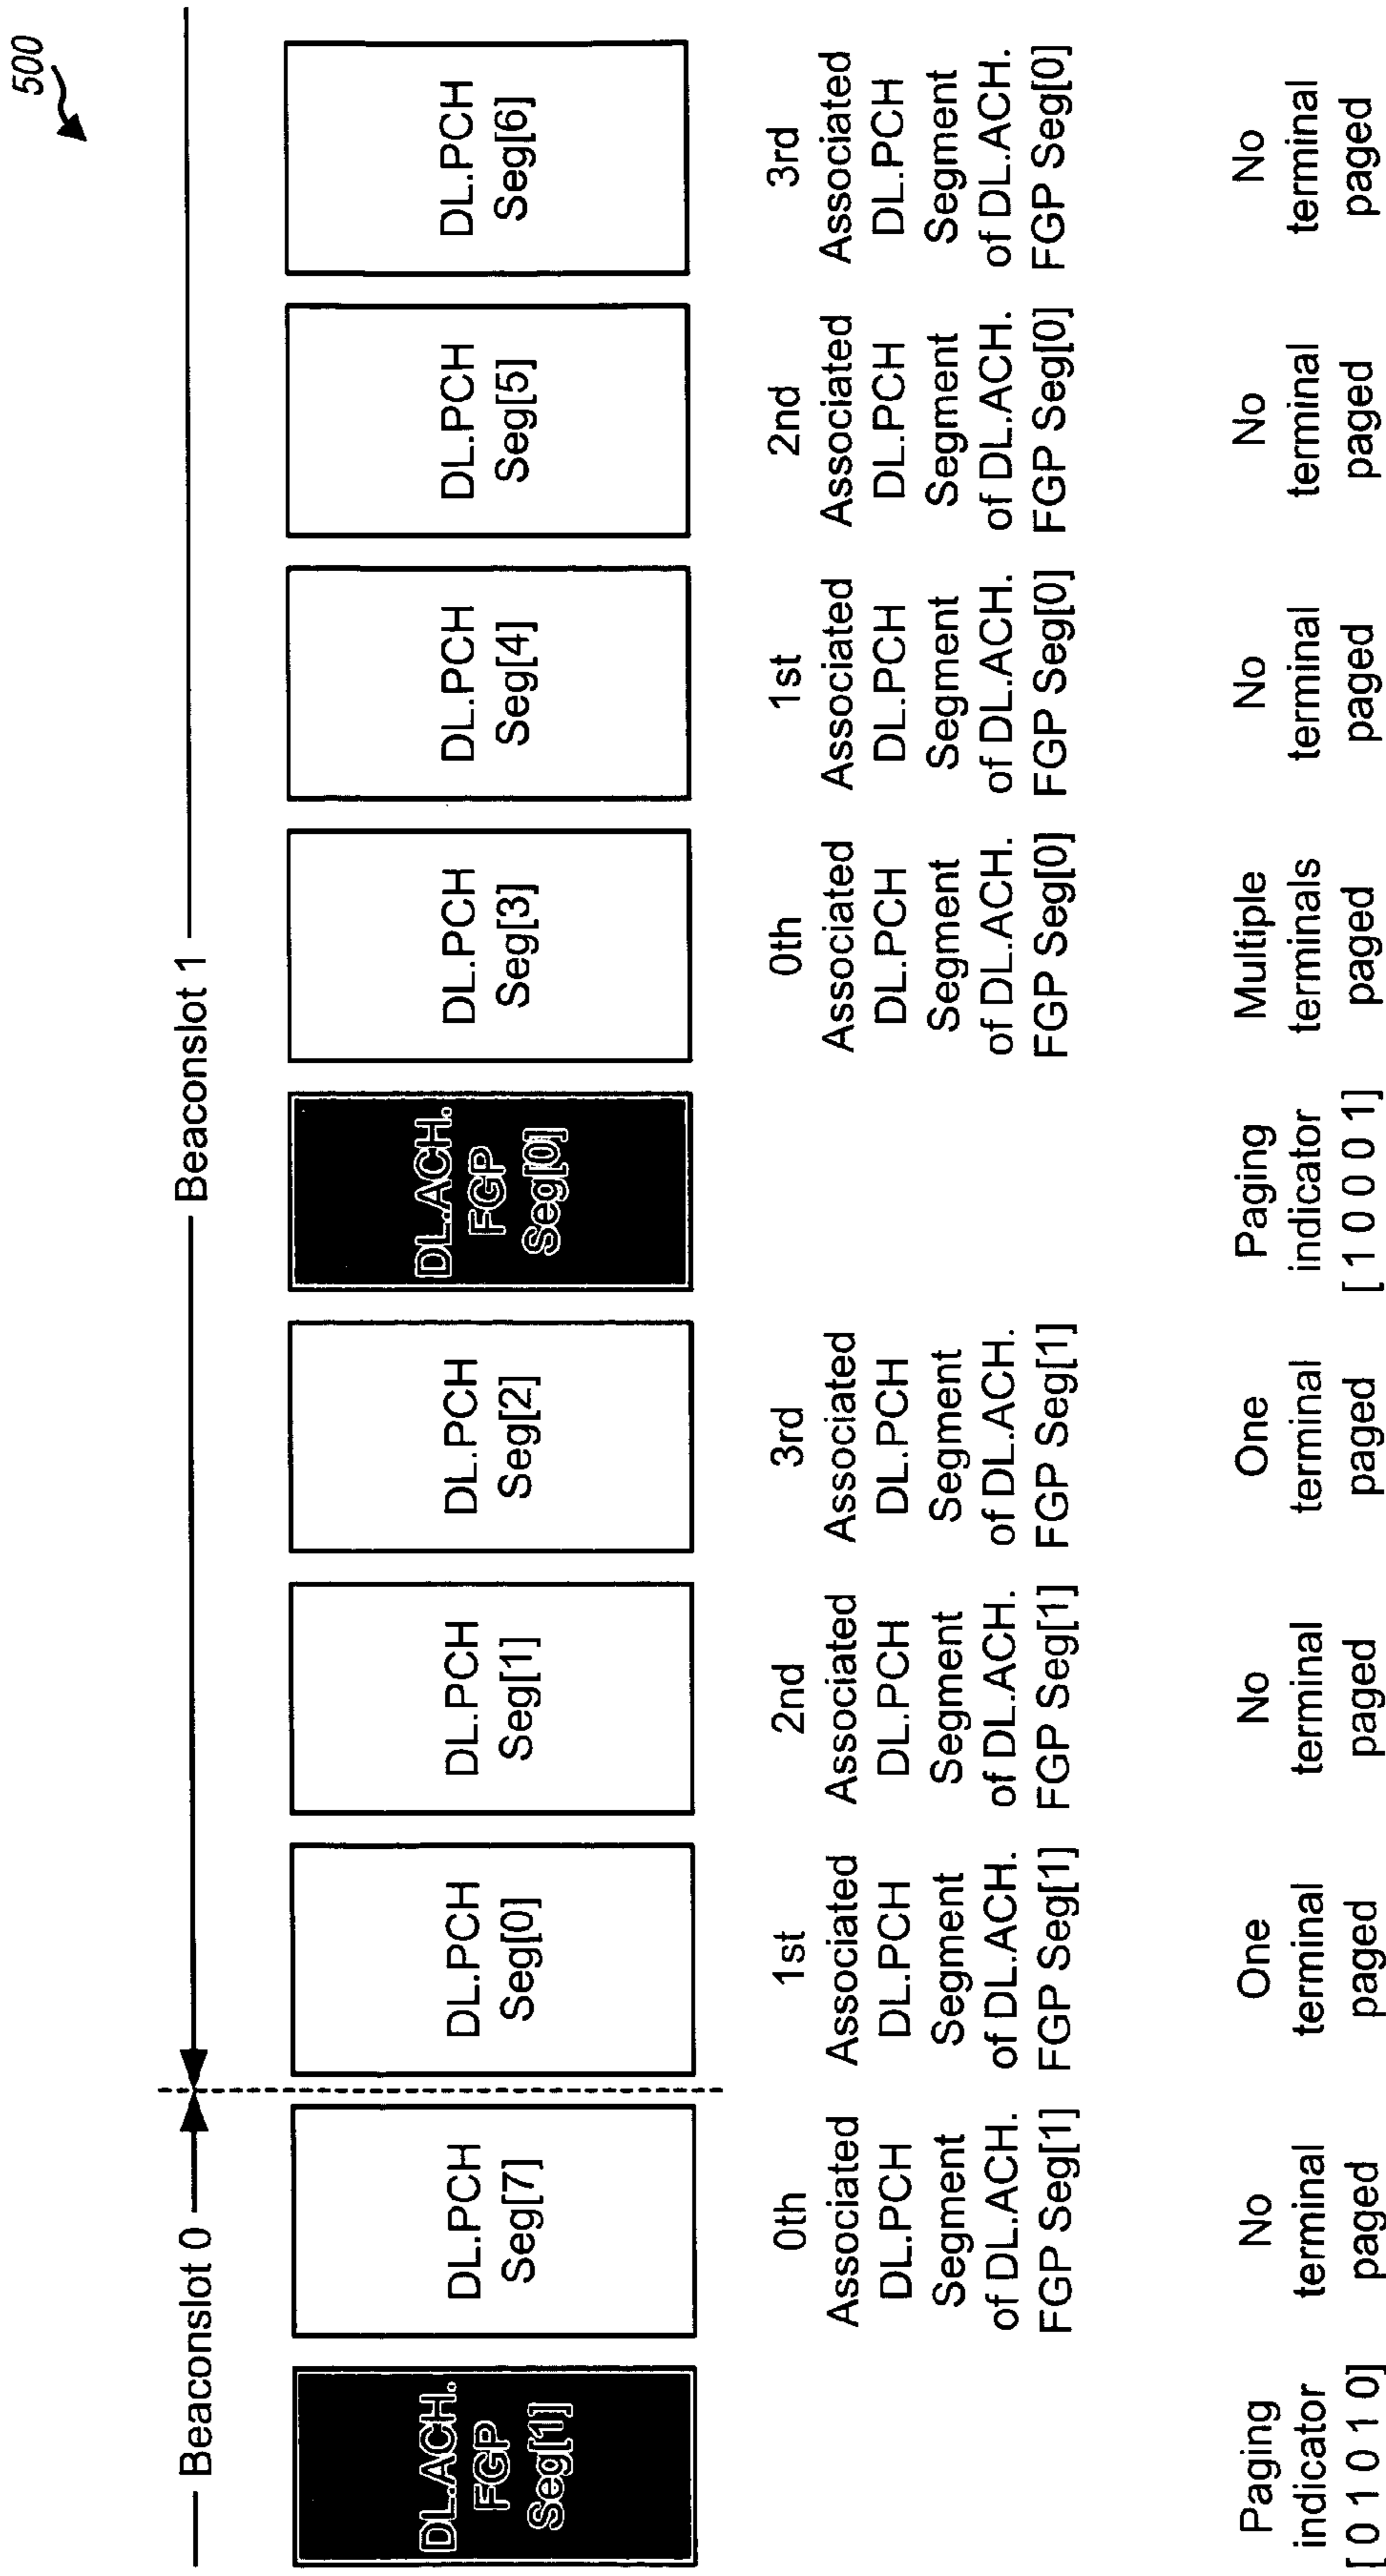 500
Beaconslot 0
Beaconslot 1
DL.ACH.
FGP
Seg[1]
DL.PCH
Seg[7]
DL.PCH
Seg[0]
DL.PCH
Seg[1]
DL.PCH
Seg[2]
DL.ACH.
FGP
Seg[0]
DL.PCH
Seg[3]
DL.PCH
Seg[4]
DL.PCH
Seg[5]
DL.PCH
Seg[6]
0th
Associated
DL.PCH
Segment
of DL.ACH.
FGP Seg[1]
1st
Associated
DL.PCH
Segment
of DL.ACH.
FGP Seg[1]
2nd
Associated
DL.PCH
Segment
of DL.ACH.
FGP Seg[1]
3rd
Associated
DL.PCH
Segment
of DL.ACH.
FGP Seg[1]
0th
Associated
DL.PCH
Segment
of DL.ACH.
FGP Seg[0]
1st
Associated
DL.PCH
Segment
of DL.ACH.
FGP Seg[0]
2nd
Associated
DL.PCH
Segment
of DL.ACH.
FGP Seg[0]
3rd
Associated
DL.PCH
Segment
of DL.ACH.
FGP Seg[0]
Paging
indicator
[ 0 1 0 1 0]
No
terminal
paged
One
terminal
paged
No
terminal
paged
One
terminal
paged
Paging
indicator
[ 1 0 0 0 1]
Multiple
terminals
paged
No
terminal
paged
No
terminal
paged
No
terminal
paged